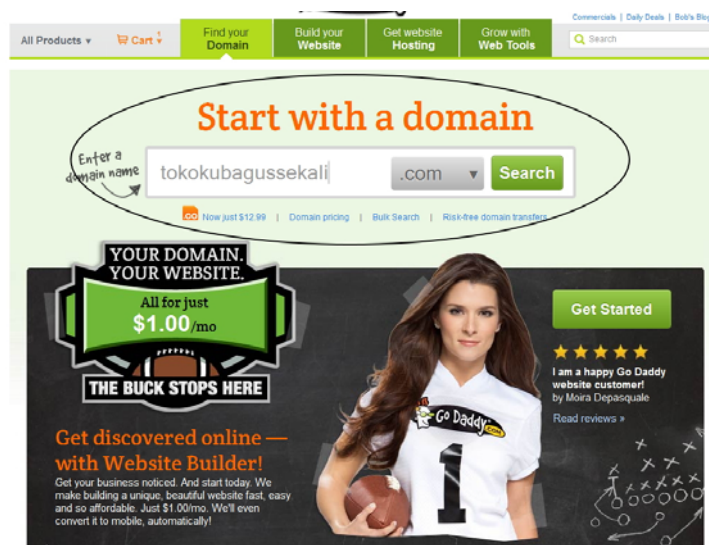 Commercials | Daily Deals | Bob's Blog
All Products
Cart
1
Find your
Domain
Build your
Website
Get website
Hosting
Grow with
Web Tools
Search
Start with a domain
Enter a
domain name
tokokubagussekali
.com
Search
.co Now just $12.99 | Domain pricing | Bulk Search | Risk-free domain transfers
YOUR DOMAIN.
YOUR WEBSITE.
All for just
$1.00/mo
THE BUCK STOPS HERE
Get Started
I am a happy Go Daddy
website customer!
by Moira Depasquale
Read reviews »
Go Daddy
.COM
1
Get discovered online —
with Website Builder!
Get your business noticed. And start today. We
make building a unique, beautiful website fast, easy
and so affordable. Just $1.00/mo. We'll even
convert it to mobile, automatically!